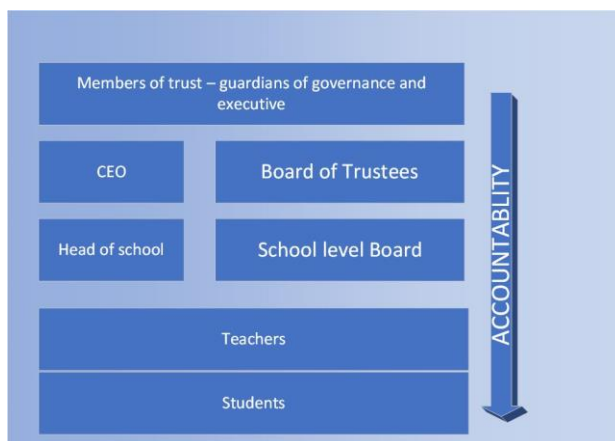 Members of trust – guardians of governance and
executive
CEO
Board of Trustees
Head of school
School level Board
Teachers
Students
ACCOUNTABLITY